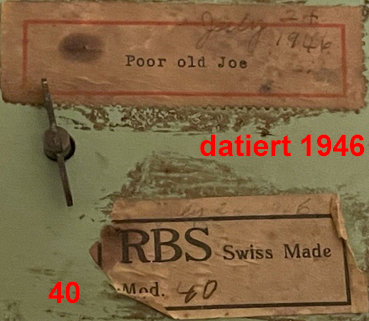 July 24
1946
Poor old Joe
datiert 1946
RBS Swiss Made
Mod. 40
40